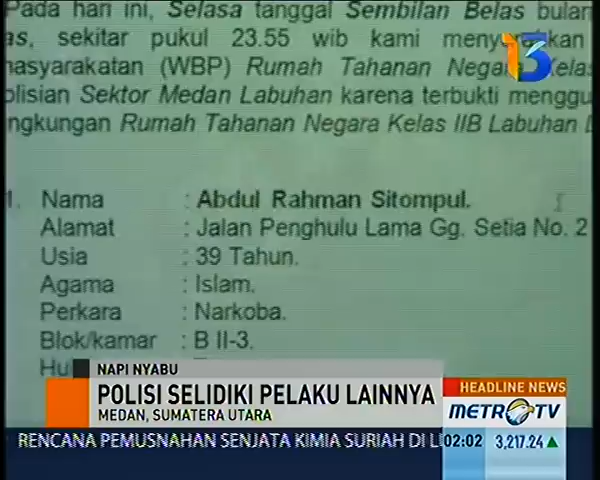 Pada hari ini, Selasa tanggal Sembilan Belas bulan
as, sekitar pukul 23.55 wib kami
masyarakatan (WBP) Rumah Tahanan Negara Kelas
olisian Sektor Medan Labuhan karena terbukti menggu
ngkungan Rumah Tahanan Negara Kelas IIB Labuhan
1. Nama : Abdul Rahman Sitompul.
Alamat : Jalan Penghulu Lama Gg. Setia No. 2
Usia : 39 Tahun.
Agama : Islam.
Perkara : Narkoba.
Blok/kamar : B II-3.
Hu
13
NAPI NYABU
POLISI SELIDIKI PELAKU LAINNYA
MEDAN, SUMATERA UTARA
HEADLINE NEWS
METRO TV
RENCANA PEMUSNAHAN SENJATA KIMIA SURIAH DI LI
02:02
3,217.24